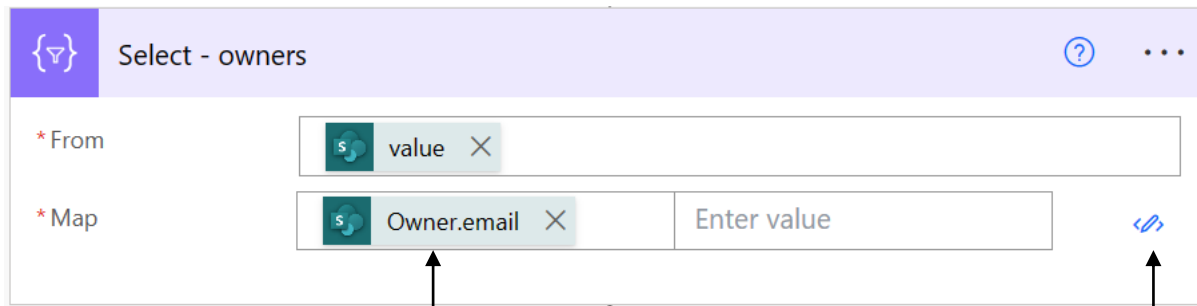 Select - owners
* From
value
* Map
Owner.email
Enter value